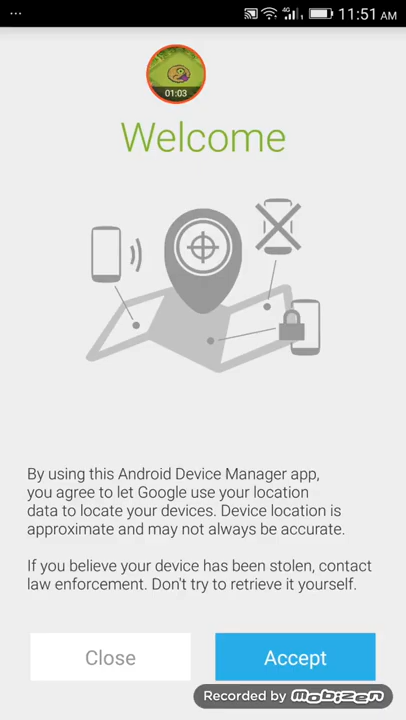 ... 4G 11:51 AM
01:03
Welcome
By using this Android Device Manager app,
you agree to let Google use your location
data to locate your devices. Device location is
approximate and may not always be accurate.
If you believe your device has been stolen, contact
law enforcement. Don't try to retrieve it yourself.
Close Accept
Recorded by mobizen